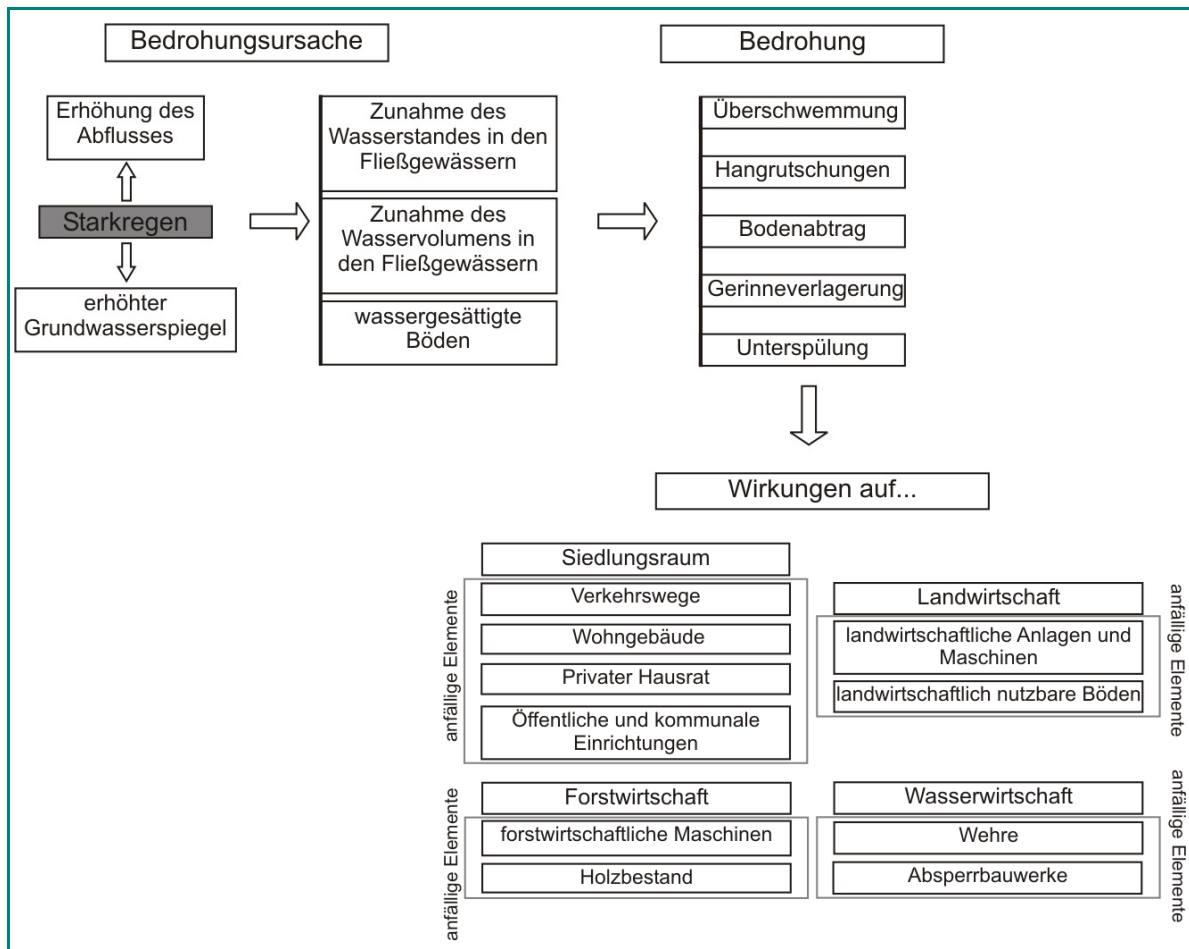 Bedrohungsursache
Bedrohung
Erhöhung des
Abflusses
Starkregen
erhöhter
Grundwasserspiegel
Zunahme des
Wasserstandes in den
Fließgewässern
Zunahme des
Wasservolumens in
den Fließgewässern
wassergesättigte
Böden
Überschwemmung
Hangrutschungen
Bodenabtrag
Gerinneverlagerung
Unterspülung
Wirkungen auf...
Siedlungsraum
anfällige Elemente
Verkehrswege
Wohngebäude
Privater Hausrat
Öffentliche und kommunale
Einrichtungen
Landwirtschaft
landwirtschaftliche Anlagen und
Maschinen
landwirtschaftlich nutzbare Böden
anfällige Elemente
Forstwirtschaft
anfällige Elemente
forstwirtschaftliche Maschinen
Holzbestand
Wasserwirtschaft
Wehre
Absperrbauwerke
anfällige Elemente